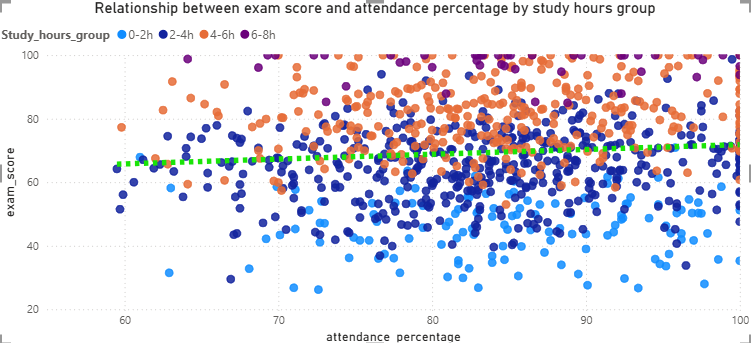 Relationship between exam score and attendance percentage by study hours group
Study_hours_group 0-2h 2-4h 4-6h 6-8h
100
80
60
40
20
exam_score
60 70 80 90 100
attendance_percentage